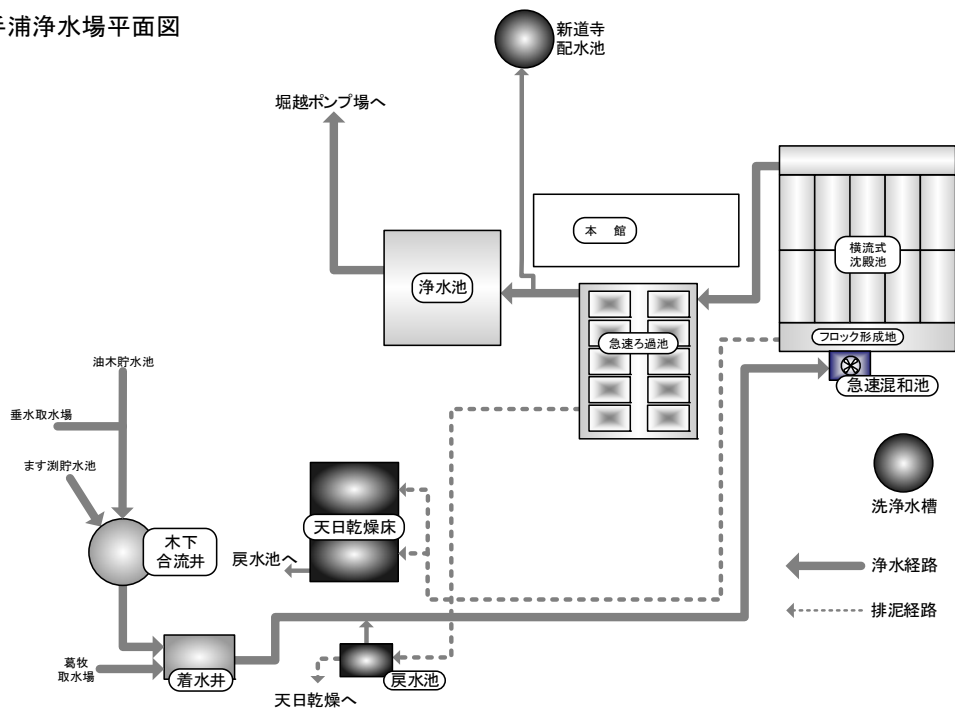 浦浄水場平面図
新道寺
配水池
堀越ポンプ場へ
本　館
横流式
沈殿池
浄水池
フロック形成地
急速ろ過池
油木貯水池
急速混和池
垂水取水場
ます渕貯水池
天日乾燥床
洗浄水槽
木下
合流井
戻水池へ
浄水経路
排泥経路
葛牧
取水場
着水井
戻水池
天日乾燥へ